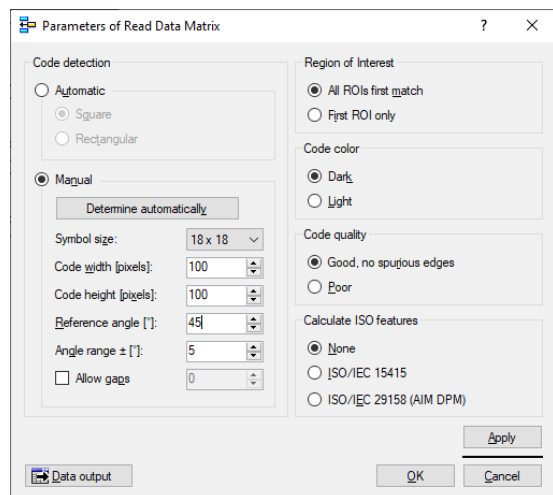 Parameters of Read Data Matrix
?
Code detection
Automatic
Square
Rectangular
Manual
Determine automatically
Symbol size: 18 x 18
Code width [pixels]: 100
Code height [pixels]: 100
Reference angle [°]: 45
Angle range ± [°]: 5
Allow gaps 0
Data output
Region of Interest
All ROIs first match
First ROI only
Code color
Dark
Light
Code quality
Good, no spurious edges
Poor
Calculate ISO features
None
ISO/IEC 15415
ISO/IEC 29158 (AIM DPM)
Apply
OK
Cancel